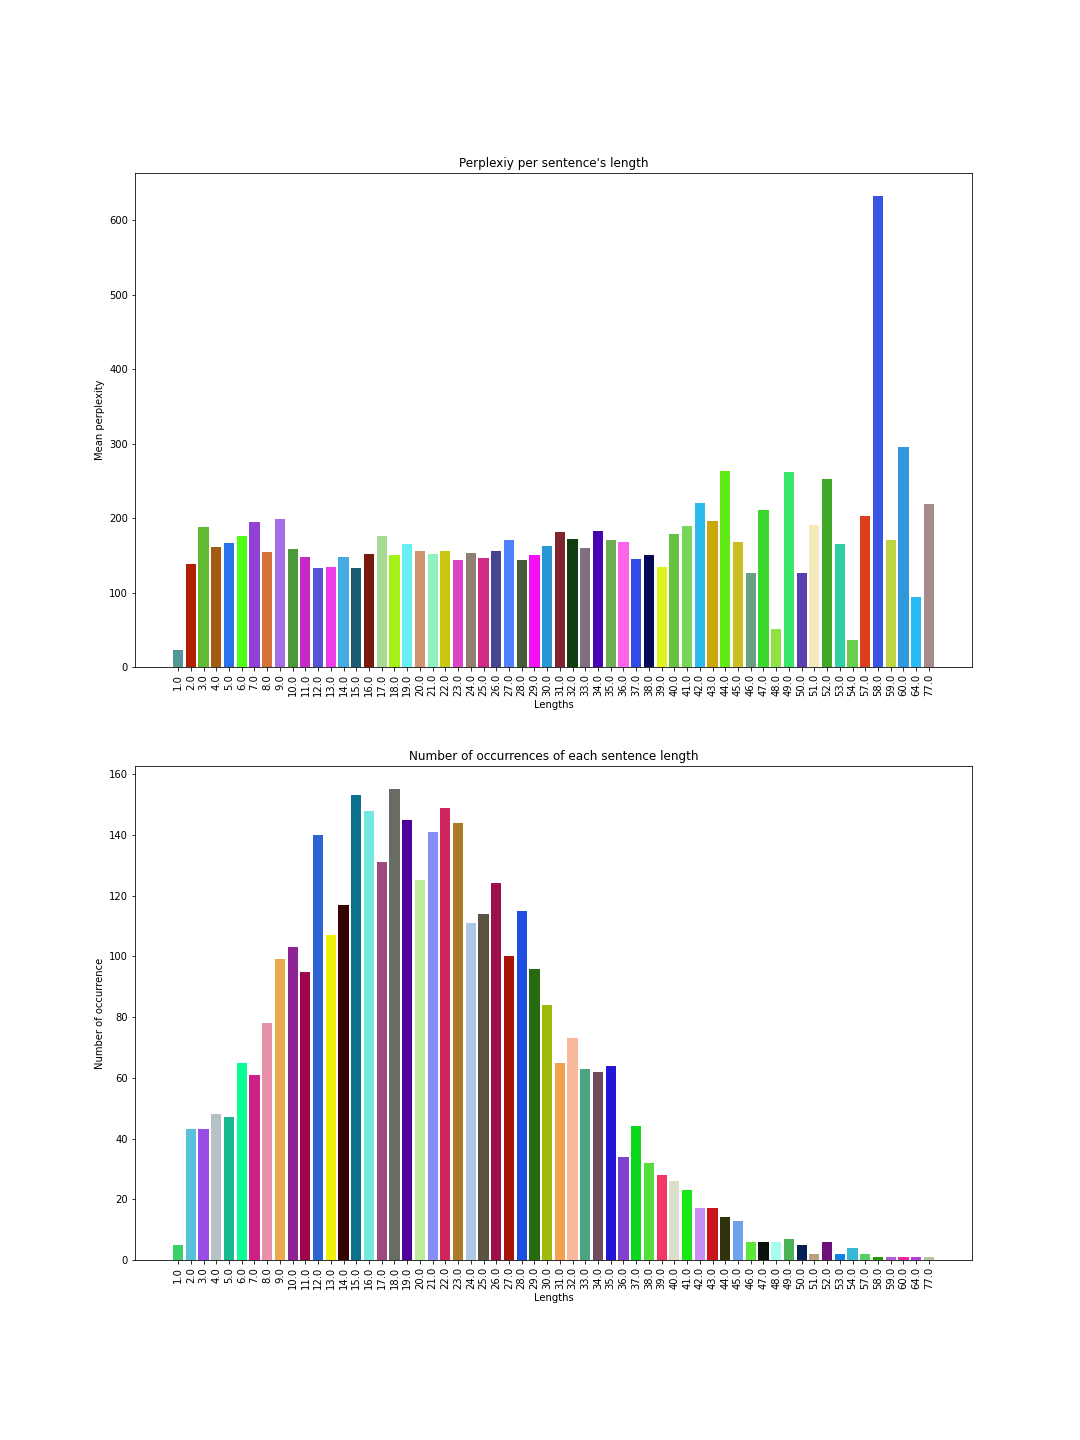 Perplexiy per sentence's length
600
500
400
300
200
100
0
Mean perplexity
1.0 2.0 3.0 4.0 5.0 6.0 7.0 8.0 9.0 10.0 11.0 12.0 13.0 14.0 15.0 16.0 17.0 18.0 19.0 20.0 21.0 22.0 23.0 24.0 25.0 26.0 27.0 28.0 29.0 30.0 31.0 32.0 33.0 34.0 35.0 36.0 37.0 38.0 39.0 40.0 41.0 42.0 43.0 44.0 45.0 46.0 47.0 48.0 49.0 50.0 51.0 52.0 53.0 54.0 57.0 58.0 59.0 60.0 64.0 77.0
Lengths
Number of occurrences of each sentence length
160
140
120
100
80
60
40
20
0
Number of occurrence
1.0 2.0 3.0 4.0 5.0 6.0 7.0 8.0 9.0 10.0 11.0 12.0 13.0 14.0 15.0 16.0 17.0 18.0 19.0 20.0 21.0 22.0 23.0 24.0 25.0 26.0 27.0 28.0 29.0 30.0 31.0 32.0 33.0 34.0 35.0 36.0 37.0 38.0 39.0 40.0 41.0 42.0 43.0 44.0 45.0 46.0 47.0 48.0 49.0 50.0 51.0 52.0 53.0 54.0 57.0 58.0 59.0 60.0 64.0 77.0
Lengths